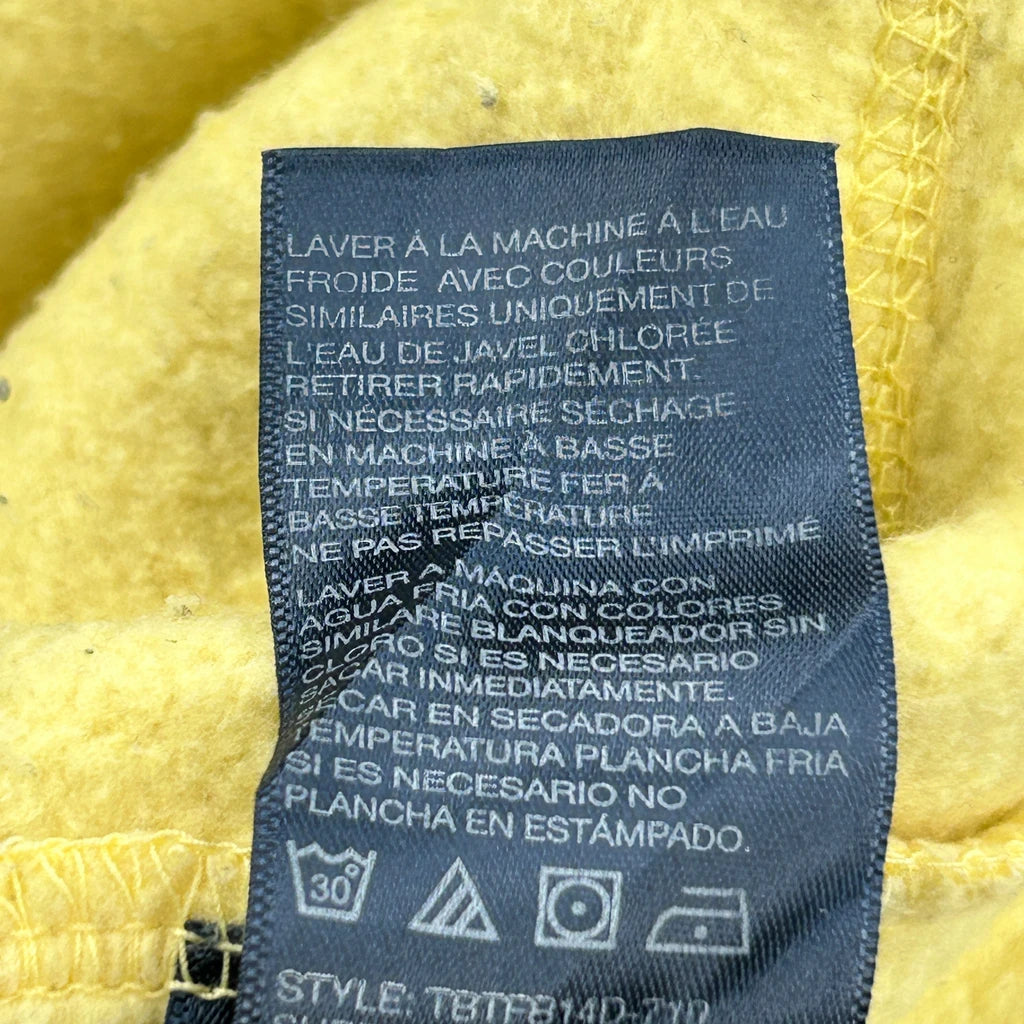 LAVER À LA MACHINE À L'EAU
FROIDE AVEC COULEURS
SIMILAIRES UNIQUEMENT DE
L'EAU DE JAVEL CHLORÉE
RETIRER RAPIDEMENT.
SI NÉCESSAIRE SÉCHAGE
EN MACHINE À BASSE
TEMPERATURE FER À
BASSE TEMPÉRATURE
NE PAS REPASSER L'IMPRIMÉ
LAVER A MAQUINA CON
AGUA FRIA CON COLORES
SIMILARE BLANQUEADOR SIN
CLORO SI ES NECESARIO
SACAR INMEDIATAMENTE.
SECAR EN SECADORA A BAJA
TEMPERATURA PLANCHA FRIA
SI ES NECESARIO NO
PLANCHA EN ESTÁMPADO.
30°
STYLE: